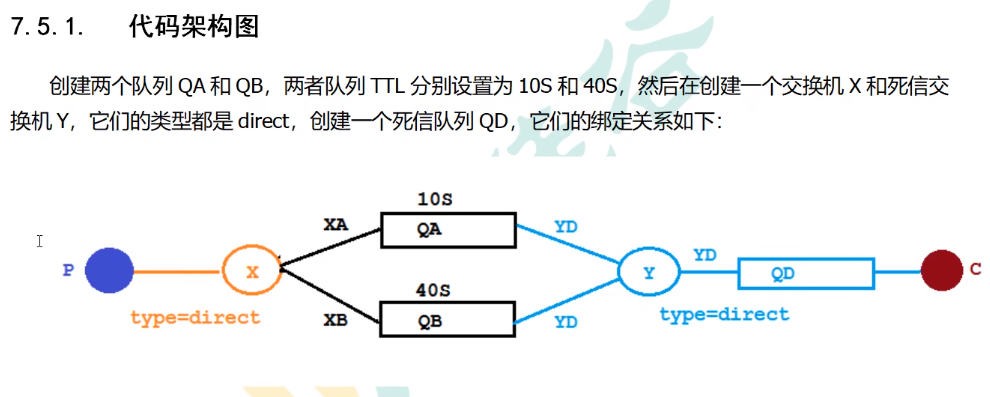 7.5.1. 代码架构图
创建两个队列 QA 和 QB，两者队列 TTL 分别设置为 10S 和 40S，然后在创建一个交换机 X 和死信交
换机 Y，它们的类型都是 direct，创建一个死信队列 QD，它们的绑定关系如下：
10S
XA QA YD
P X Y YD QD C
40S
type=direct XB QB YD type=direct